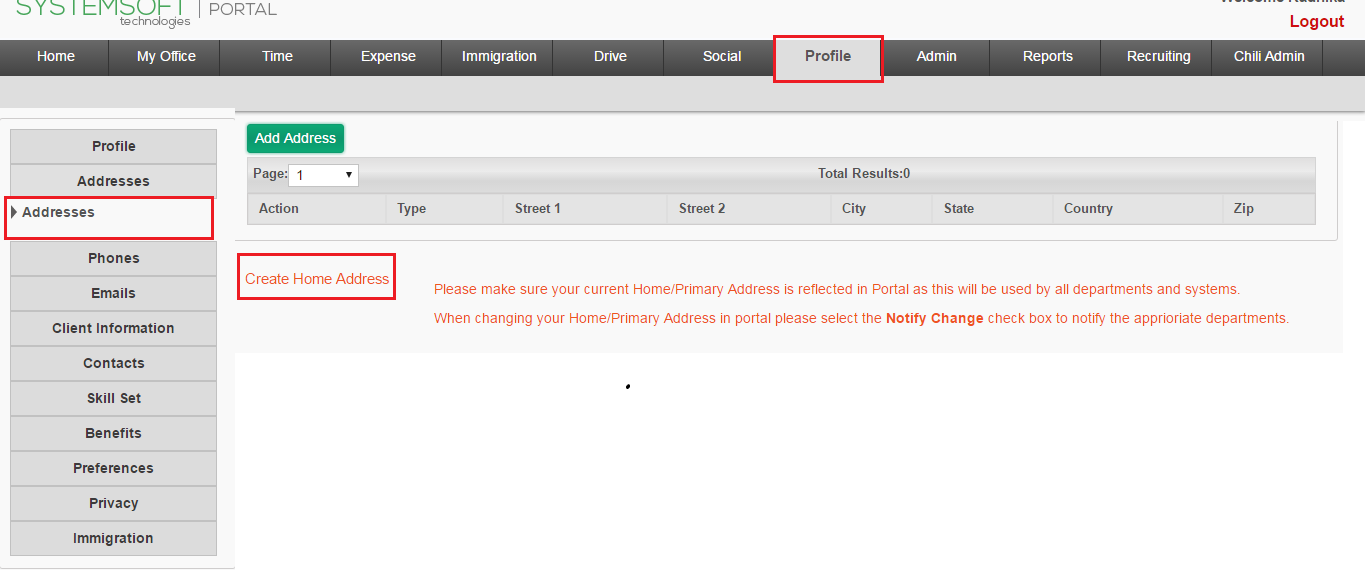 SYSTEMSOFT | PORTAL
technologies
Logout
Home My Office Time Expense Immigration Drive Social Profile Admin Reports Recruiting Chili Admin
Profile
Addresses
Addresses
Phones
Emails
Client Information
Contacts
Skill Set
Benefits
Preferences
Privacy
Immigration
Add Address
Page: 1 Total Results:0
Action Type Street 1 Street 2 City State Country Zip
Create Home Address
Please make sure your current Home/Primary Address is reflected in Portal as this will be used by all departments and systems.
When changing your Home/Primary Address in portal please select the Notify Change check box to notify the approriate departments.